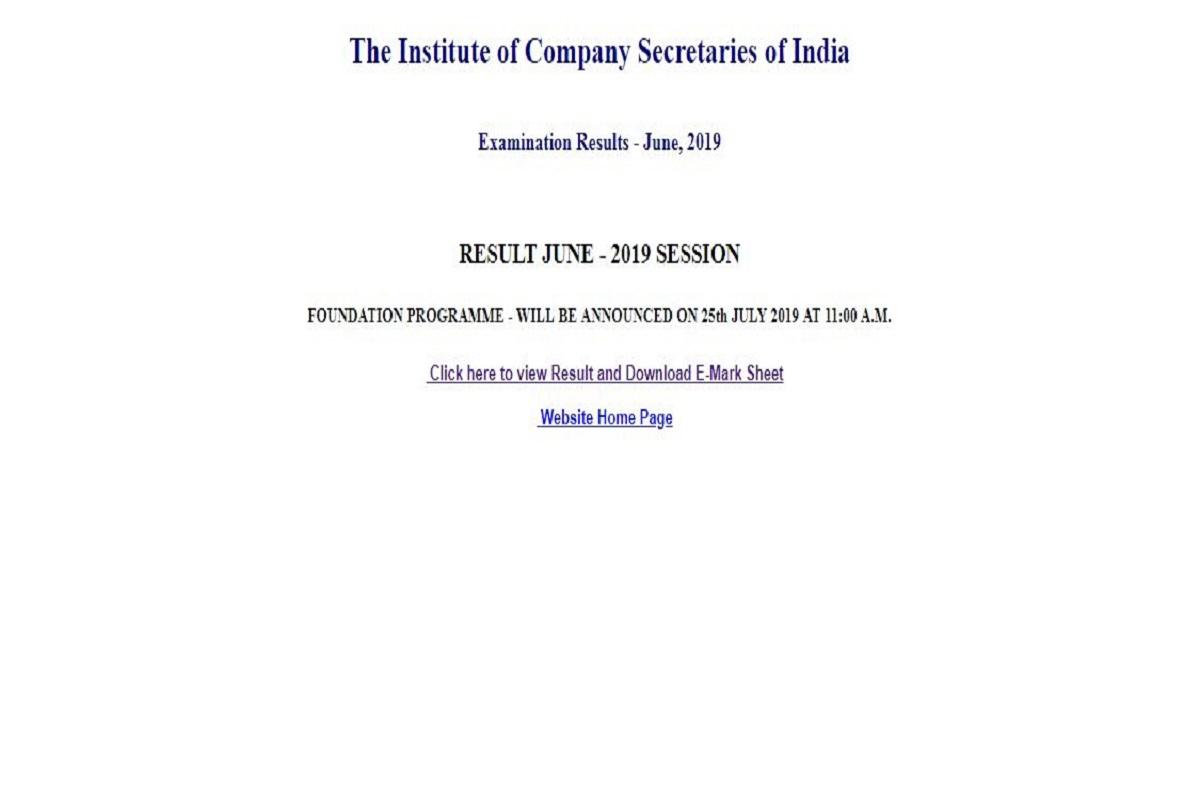 The Institute of Company Secretaries of India
Examination Results - June, 2019
RESULT JUNE - 2019 SESSION
FOUNDATION PROGRAMME - WILL BE ANNOUNCED ON 25th JULY 2019 AT 11:00 A.M.
Click here to view Result and Download E-Mark Sheet
Website Home Page